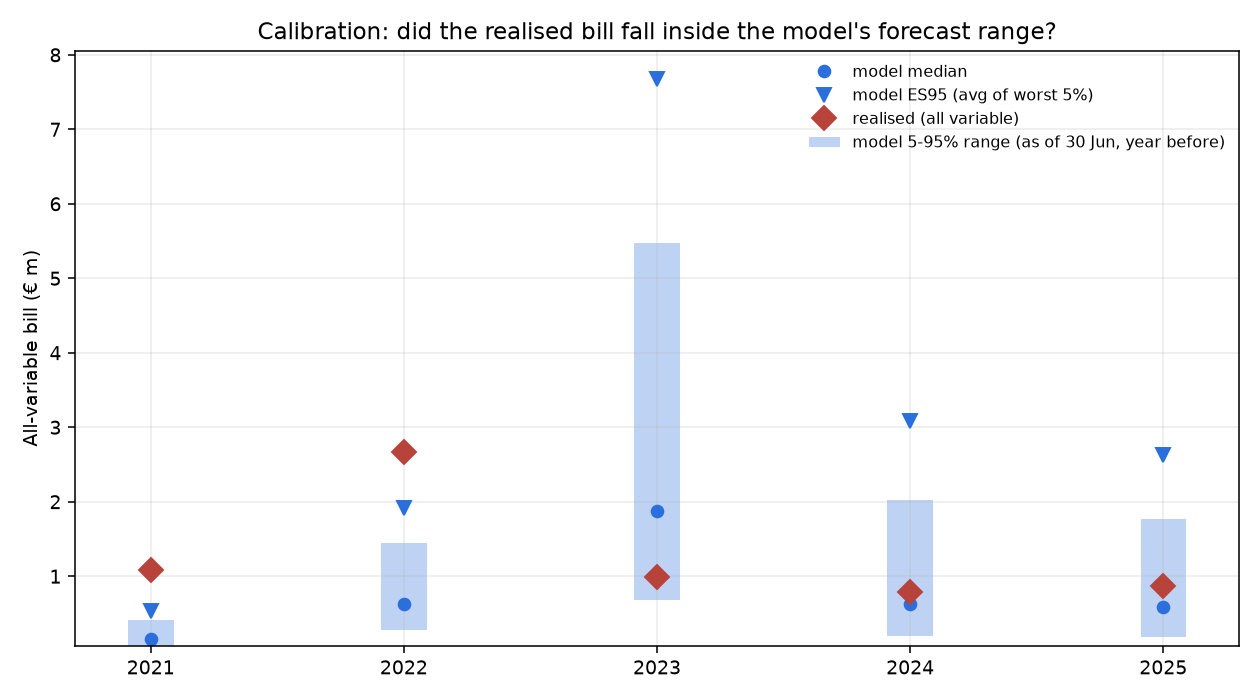 Calibration: did the realised bill fall inside the model's forecast range?
model median
model ES95 (avg of worst 5%)
realised (all variable)
model 5-95% range (as of 30 Jun, year before)
All-variable bill (€ m)
8
7
6
5
4
3
2
1
2021
2022
2023
2024
2025